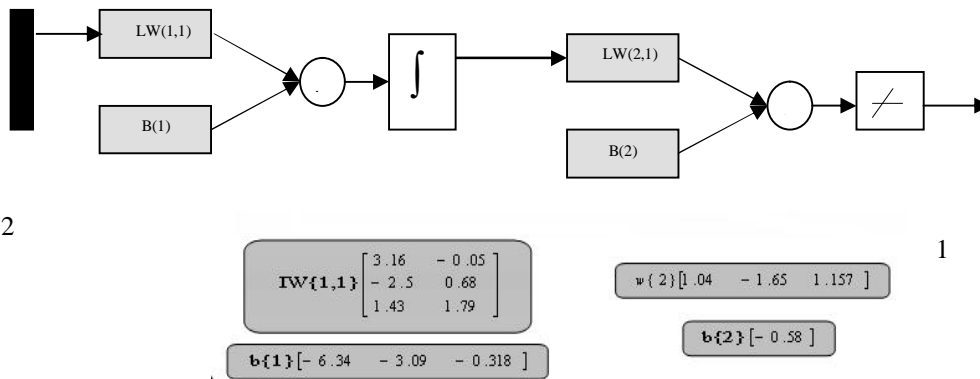 LW(1,1)
B(1)
∫
LW(2,1)
B(2)
2
1
IW{1,1} [ 3.16 - 0.05
- 2.5 0.68
1.43 1.79 ]
w{2}[1.04 - 1.65 1.157 ]
b{2}[- 0.58 ]
b{1}[- 6.34 - 3.09 - 0.318 ]